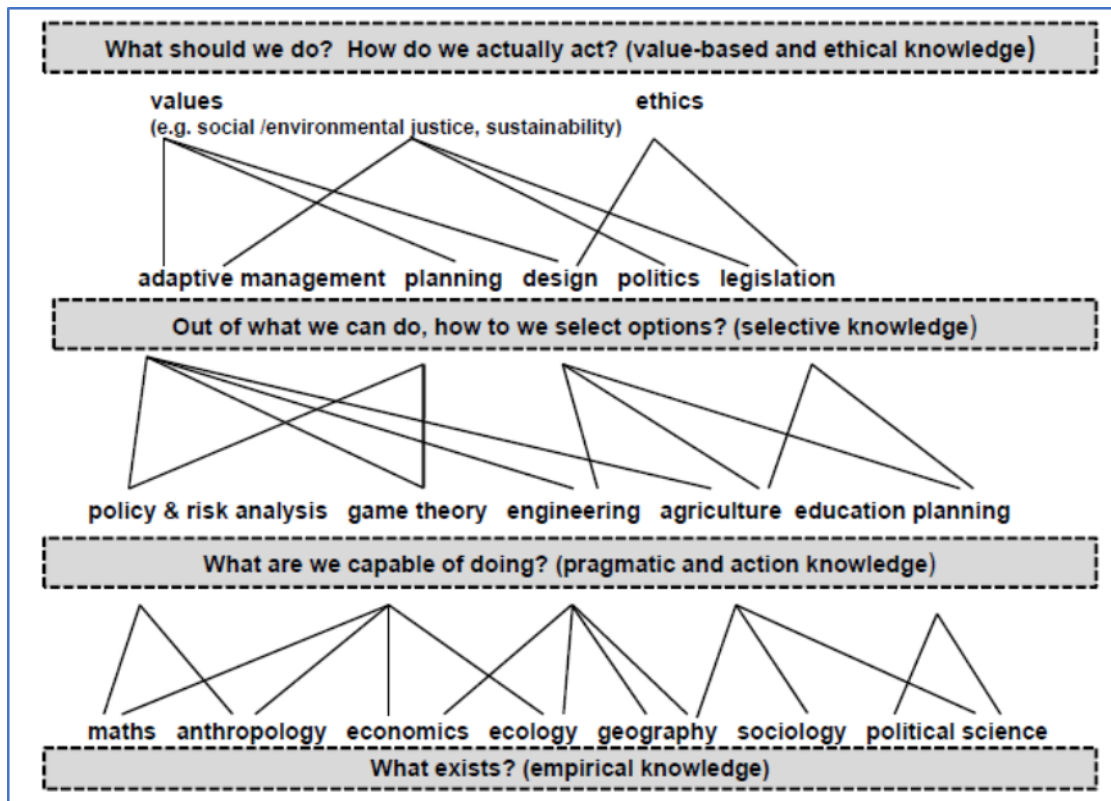 What should we do? How do we actually act? (value-based and ethical knowledge)
values ethics
(e.g. social /environmental justice, sustainability)
adaptive management planning design politics legislation
Out of what we can do, how to we select options? (selective knowledge)
policy & risk analysis game theory engineering agriculture education planning
What are we capable of doing? (pragmatic and action knowledge)
maths anthropology economics ecology geography sociology political science
What exists? (empirical knowledge)